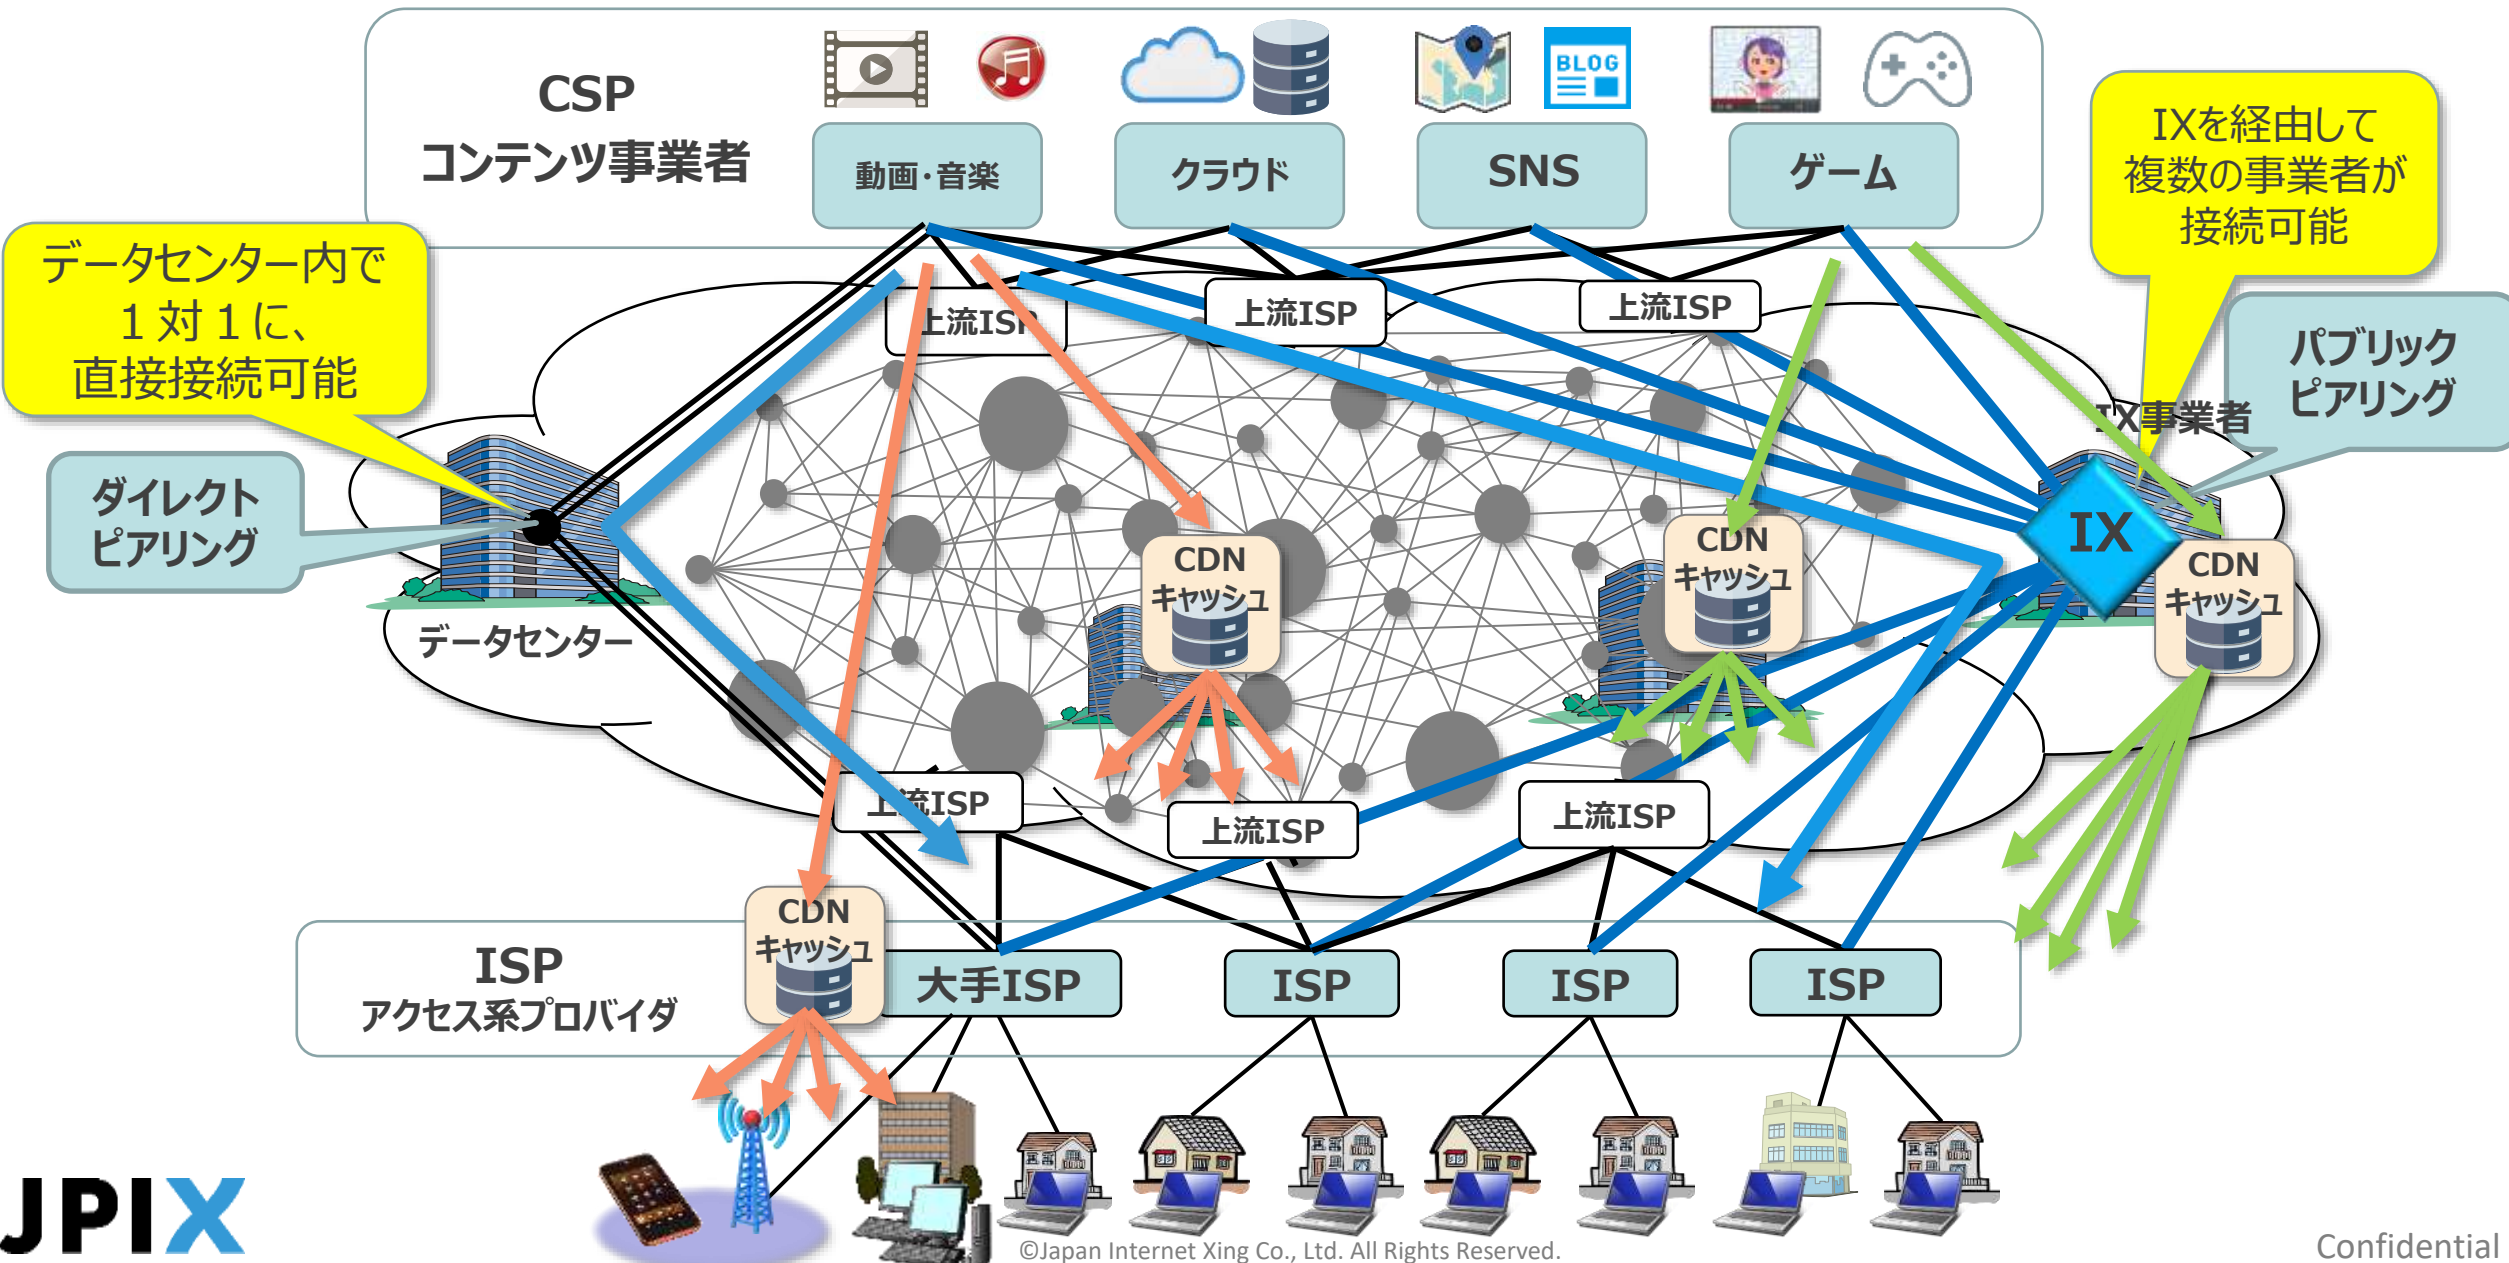 CSP
コンテンツ事業者
BLOG
動画・音楽
クラウド
SNS
ゲーム
IXを経由して
複数の事業者が
接続可能
データセンター内で
１対１に、
直接接続可能
上流ISP
上流ISP
上流ISP
パブリック
ピアリング
IX事業者
ダイレクト
ピアリング
データセンター
CDN
キャッシュ
CDN
キャッシュ
IX
CDN
キャッシュ
上流ISP
上流ISP
上流ISP
ISP
アクセス系プロバイダ
CDN
キャッシュ
大手ISP
ISP
ISP
ISP
JPIX
©Japan Internet Xing Co., Ltd. All Rights Reserved.
Confidential